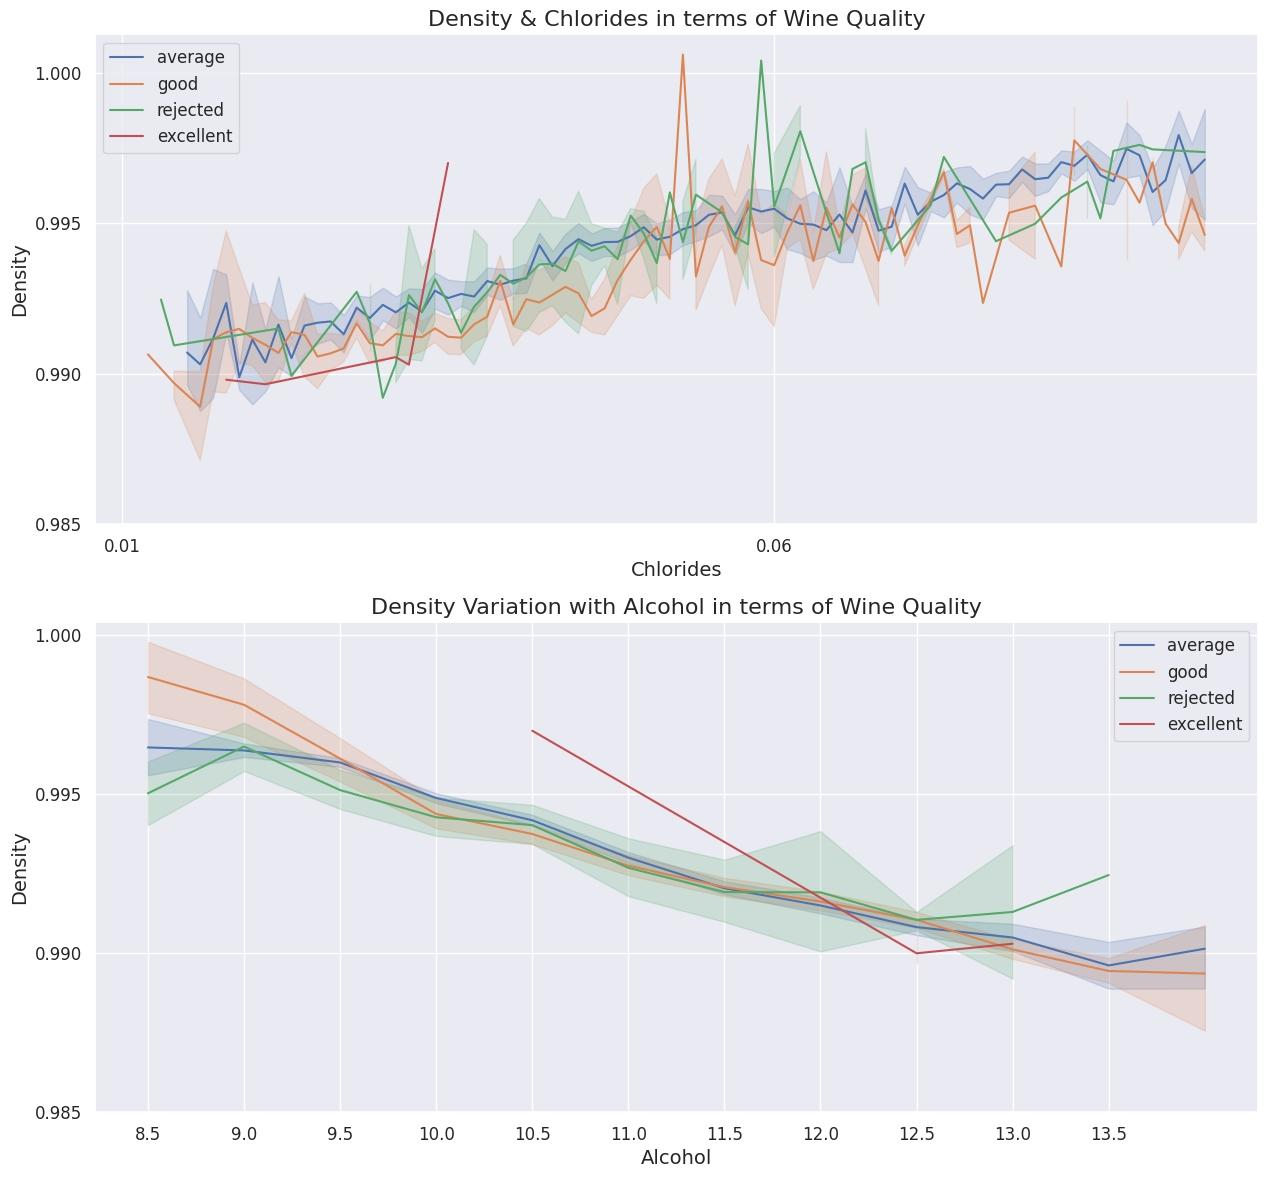 Density & Chlorides in terms of Wine Quality
average
good
rejected
excellent
1.000
0.995
0.990
0.985
Density
0.01
0.06
Chlorides
Density Variation with Alcohol in terms of Wine Quality
average
good
rejected
excellent
1.000
0.995
0.990
0.985
Density
8.5 9.0 9.5 10.0 10.5 11.0 11.5 12.0 12.5 13.0 13.5
Alcohol